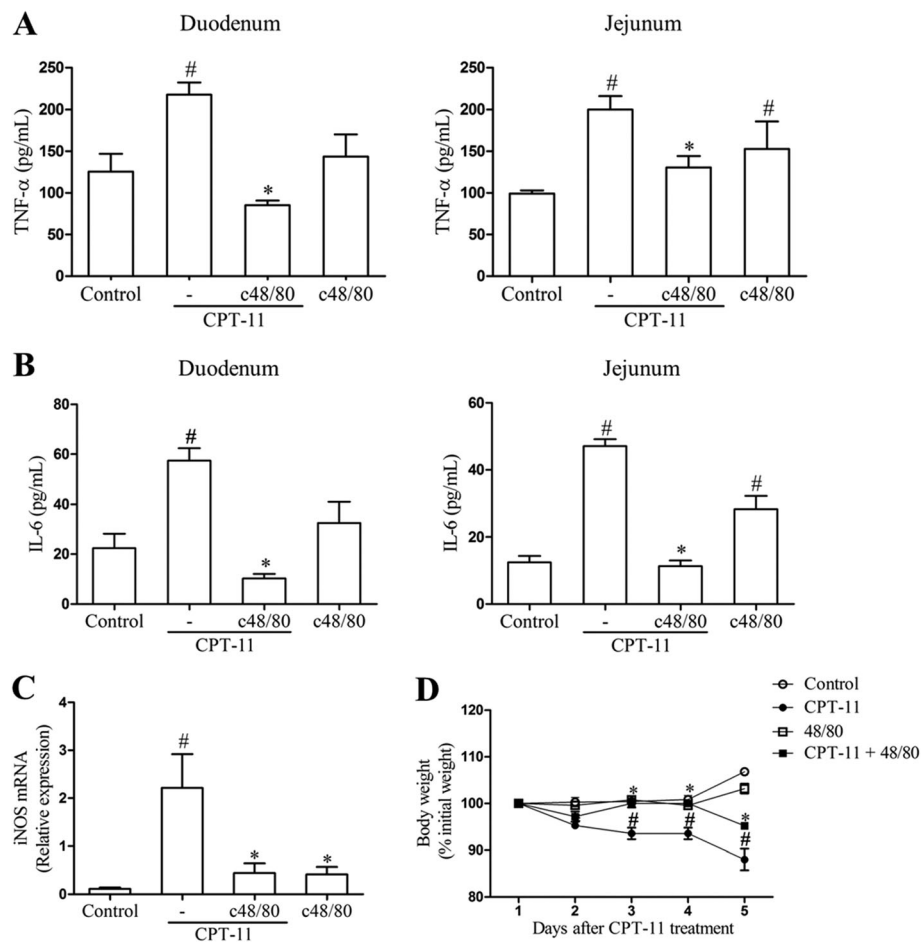 A
Duodenum
TNF-α (pg/mL)
250
200
150
100
50
0
#
*
Control
-
c48/80
c48/80
CPT-11
Jejunum
TNF-α (pg/mL)
250
200
150
100
50
0
#
*
#
Control
-
c48/80
c48/80
CPT-11
B
Duodenum
IL-6 (pg/mL)
80
60
40
20
0
#
*
Control
-
c48/80
c48/80
CPT-11
Jejunum
IL-6 (pg/mL)
60
40
20
0
#
*
#
Control
-
c48/80
c48/80
CPT-11
C
iNOS mRNA
(Relative expression)
4
3
2
1
0
#
*
*
Control
-
c48/80
c48/80
CPT-11
D
Control
CPT-11
48/80
CPT-11 + 48/80
Body weight
(% initial weight)
120
110
100
90
80
*
*
*
#
#
#
1
2
3
4
5
Days after CPT-11 treatment